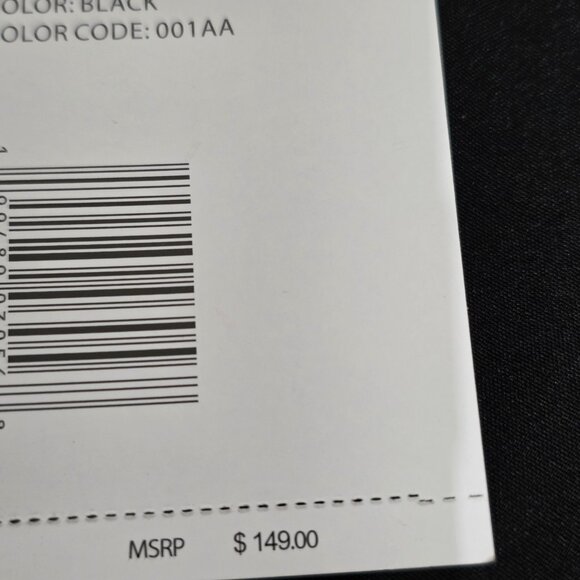 OLOR: BLACK
OLOR CODE: 001AA
MSRP $ 149.00